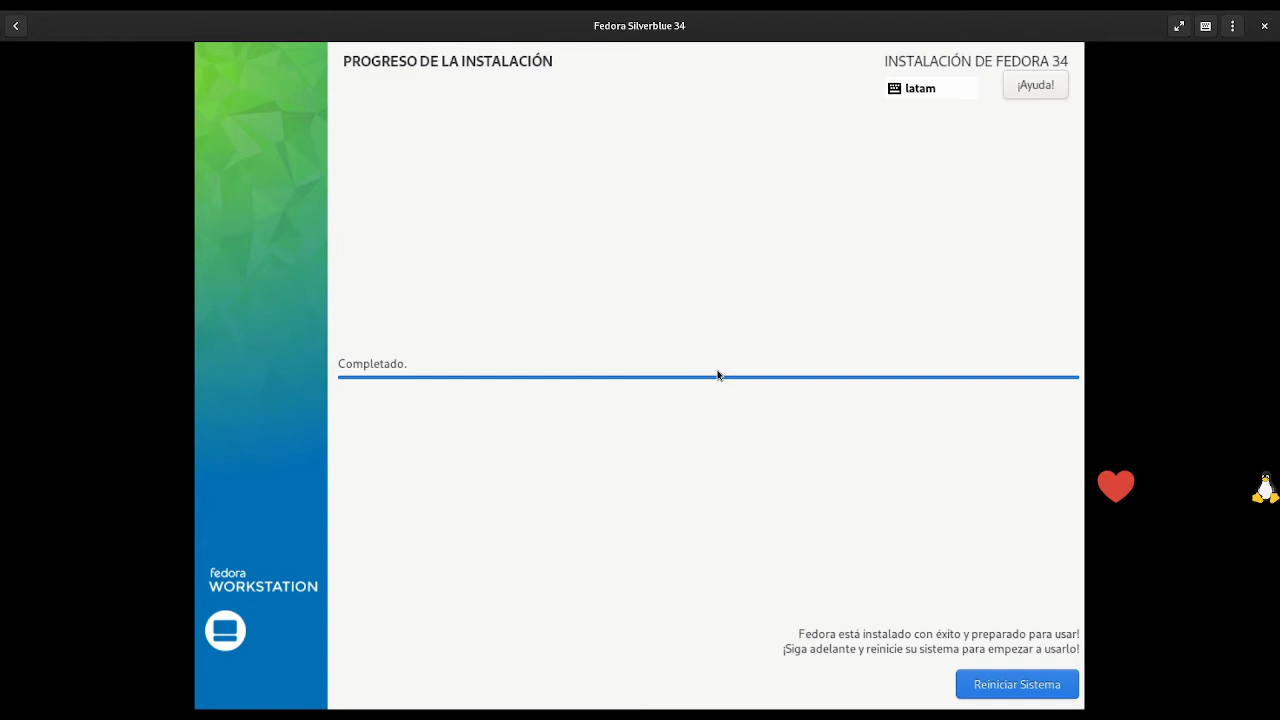 Fedora Silverblue 34
PROGRESO DE LA INSTALACIÓN
INSTALACIÓN DE FEDORA 34
latam
¡Ayuda!
Completado.
fedora
WORKSTATION
Fedora está instalado con éxito y preparado para usar!
¡Siga adelante y reinicie su sistema para empezar a usarlo!
Reiniciar Sistema